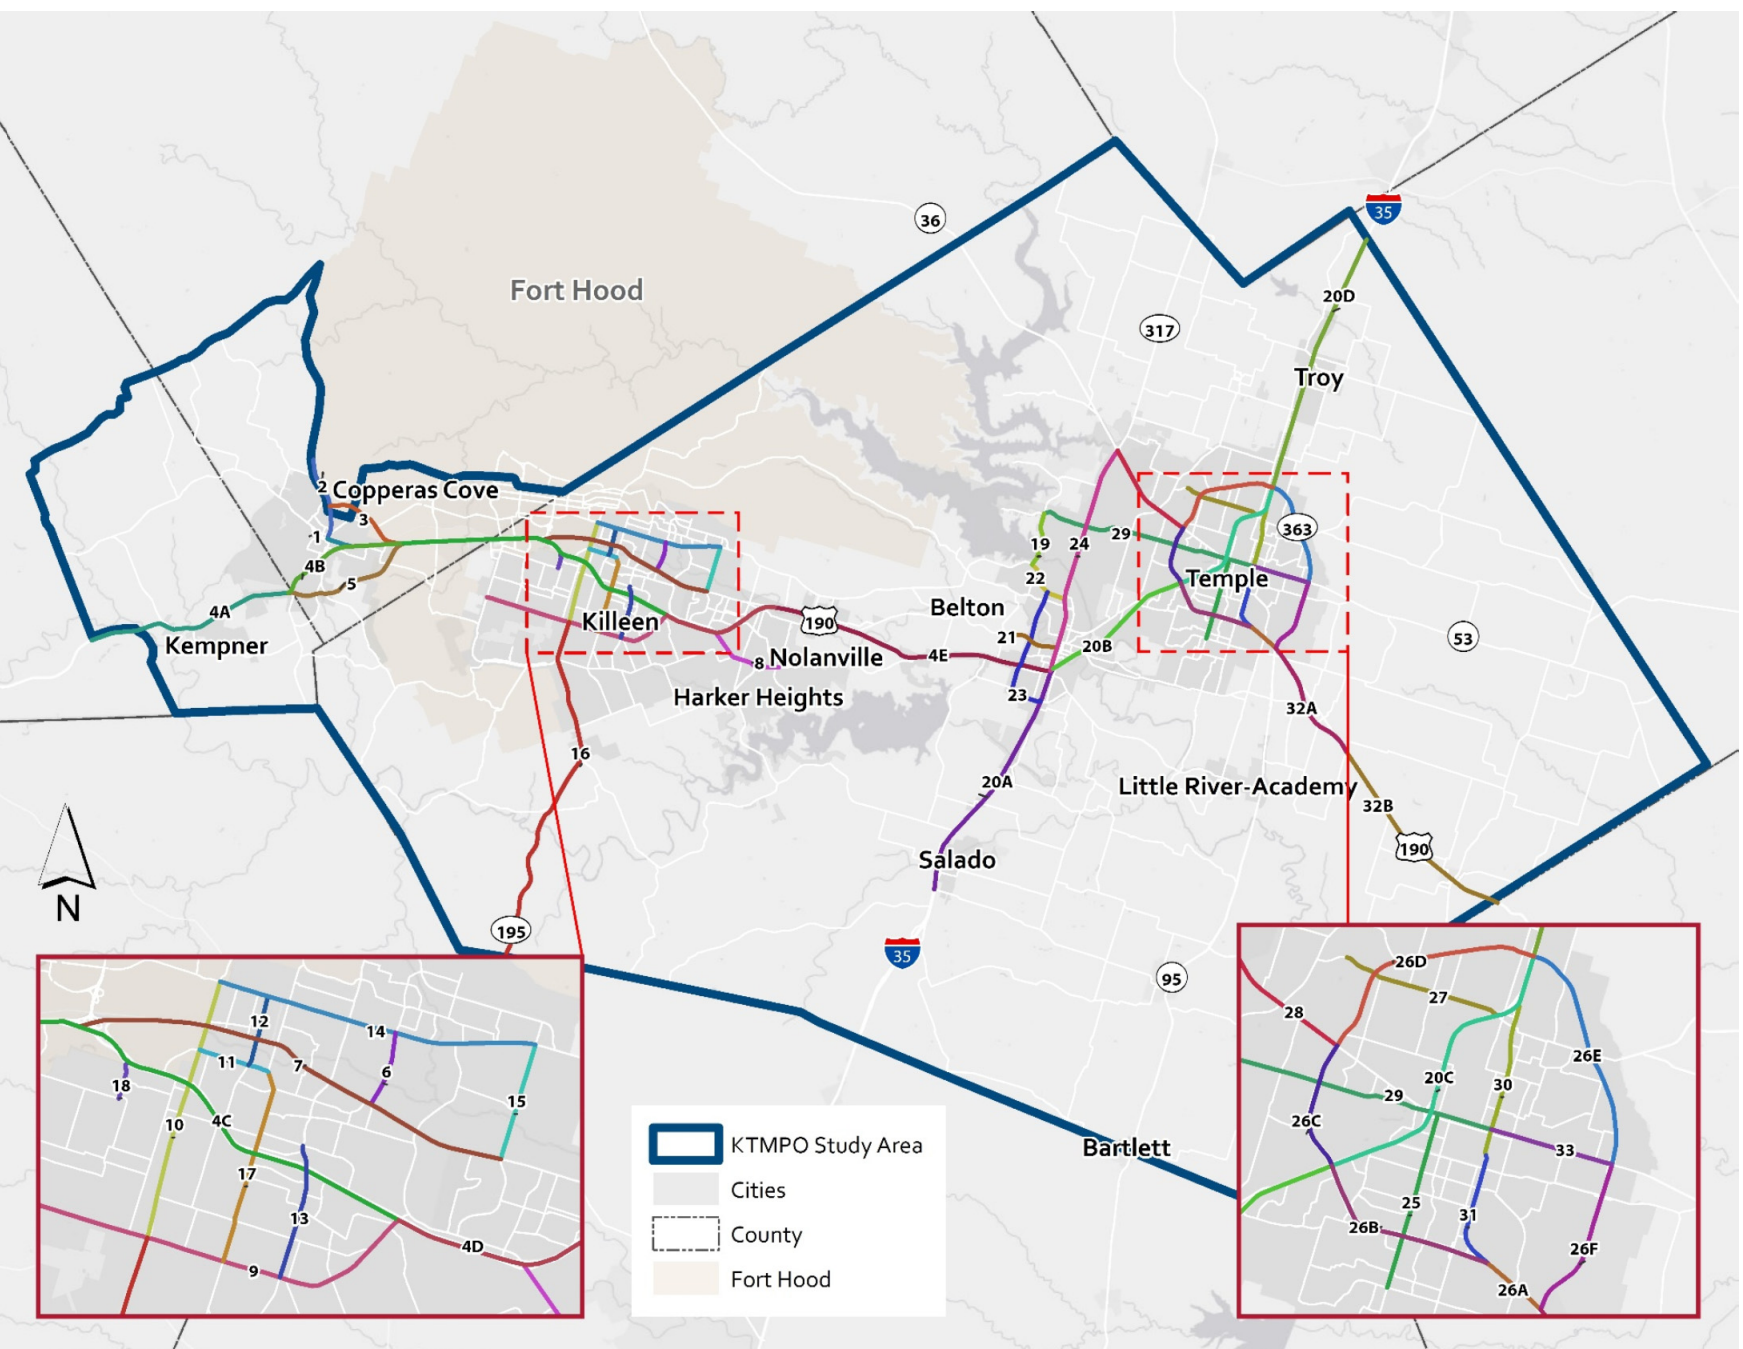 36
35
Fort Hood
20D
317
Troy
2
Copperas Cove
3
1
363
19
24
29
4B
5
22
Temple
4A
Belton
Killeen
190
53
Kempner
21
20B
4E
8
Nolanville
23
Harker Heights
32A
16
20A
Little River-Academy
32B
190
Salado
N
195
35
95
12
14
11
7
6
18
15
10
4C
17
13
4D
9
26D
27
28
26E
20C
30
29
26C
33
25
31
26B
26F
26A
Bartlett
KTMPO Study Area
Cities
County
Fort Hood